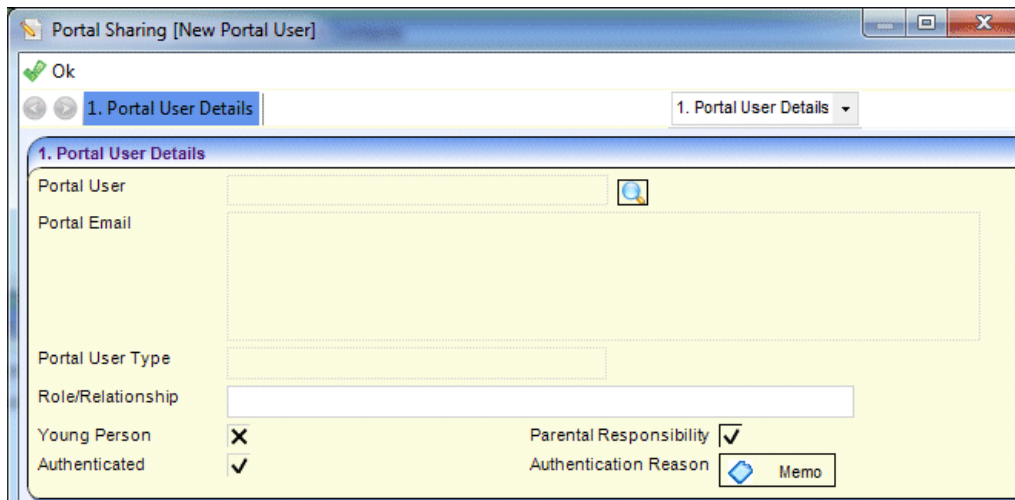 Portal Sharing [New Portal User]
Ok
1. Portal User Details 1. Portal User Details
1. Portal User Details
Portal User
Portal Email
Portal User Type
Role/Relationship
Young Person Parental Responsibility
Authenticated Authentication Reason Memo